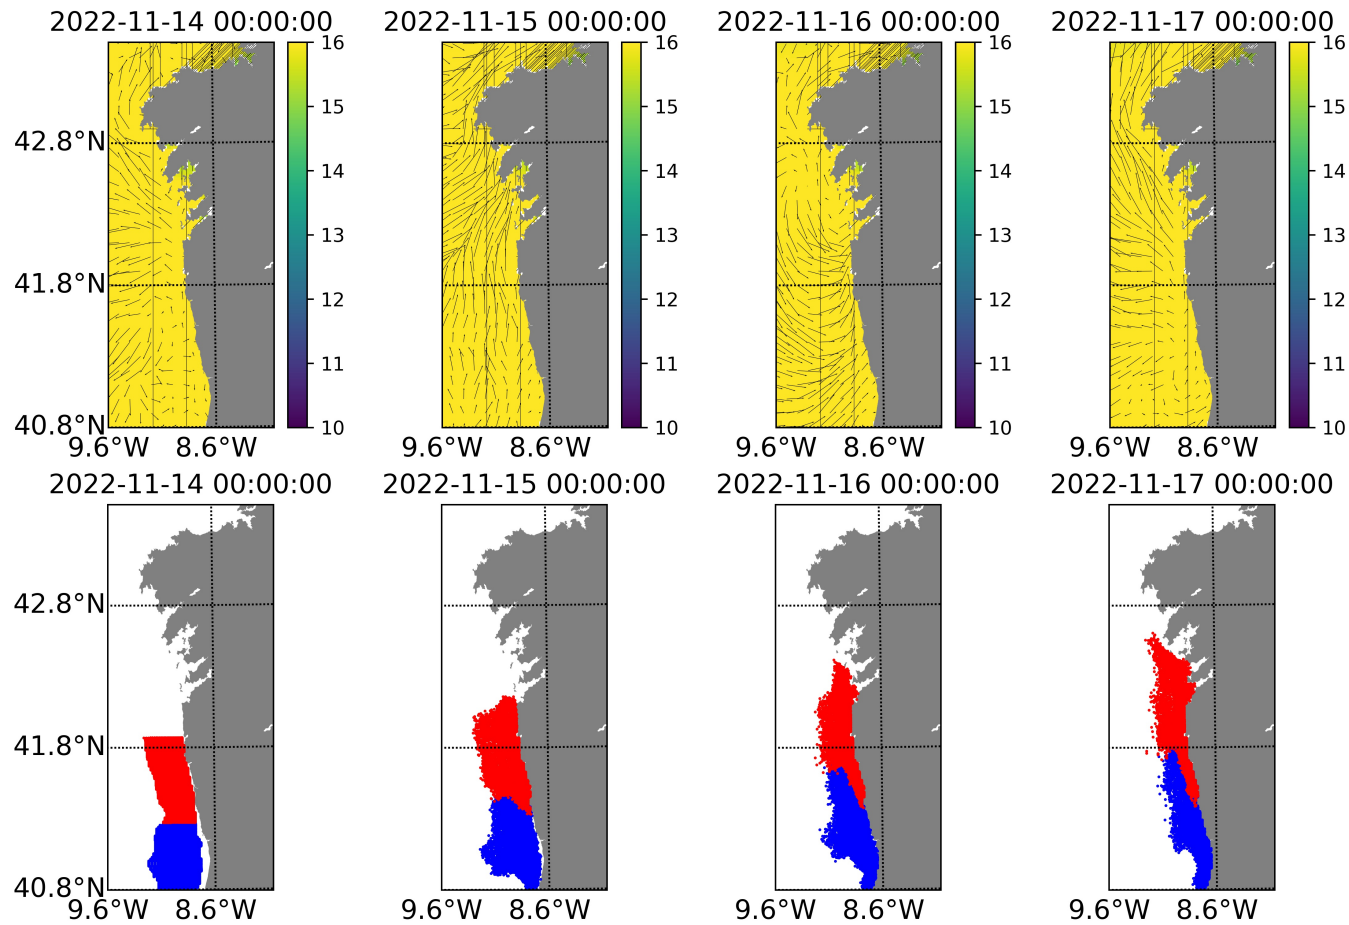 2022-11-14 00:00:00 2022-11-15 00:00:00 2022-11-16 00:00:00 2022-11-17 00:00:00
16 16 16 16
15 15 15 15
42.8°N
14 14 14 14
13 13 13 13
41.8°N
12 12 12 12
11 11 11 11
40.8°N 10 10 10 10
9.6°W 8.6°W 9.6°W 8.6°W 9.6°W 8.6°W 9.6°W 8.6°W
2022-11-14 00:00:00 2022-11-15 00:00:00 2022-11-16 00:00:00 2022-11-17 00:00:00
42.8°N
41.8°N
40.8°N
9.6°W 8.6°W 9.6°W 8.6°W 9.6°W 8.6°W 9.6°W 8.6°W